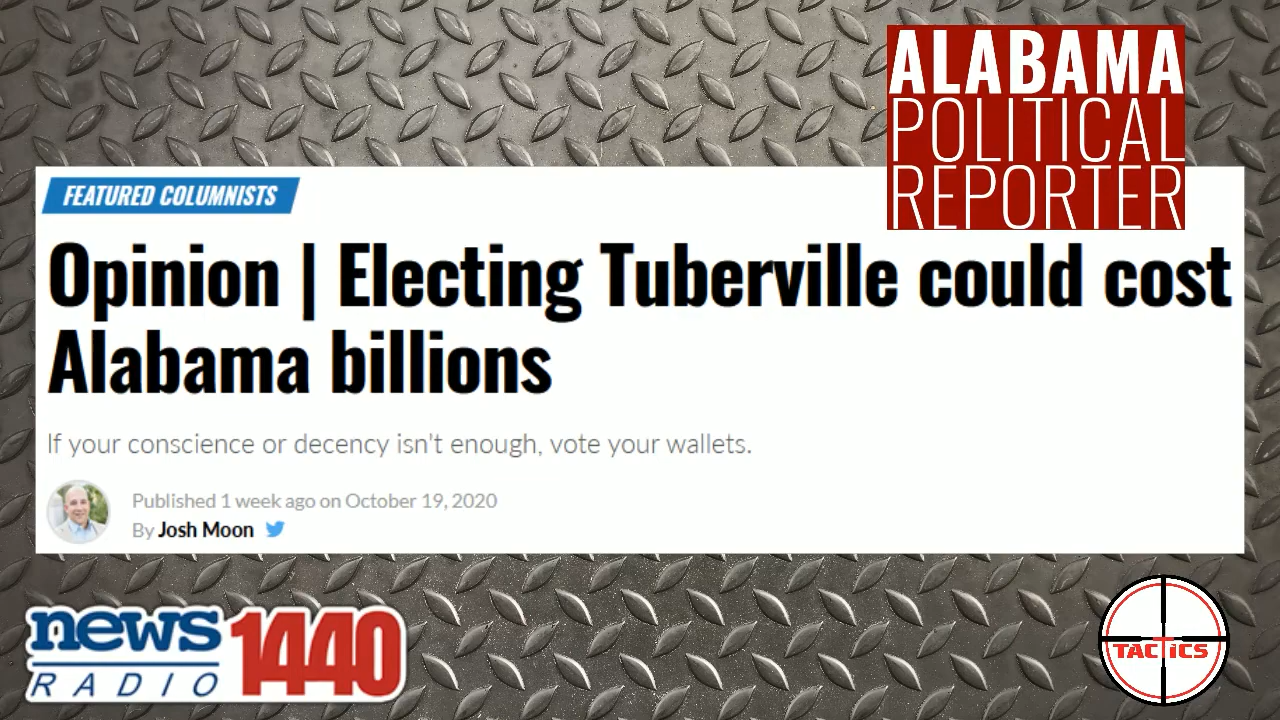 ALABAMA
POLITICAL
REPORTER
FEATURED COLUMNISTS
Opinion | Electing Tuberville could cost
Alabama billions
If your conscience or decency isn't enough, vote your wallets.
Published 1 week ago on October 19, 2020
By Josh Moon
news 1440
RADIO
TACTICS